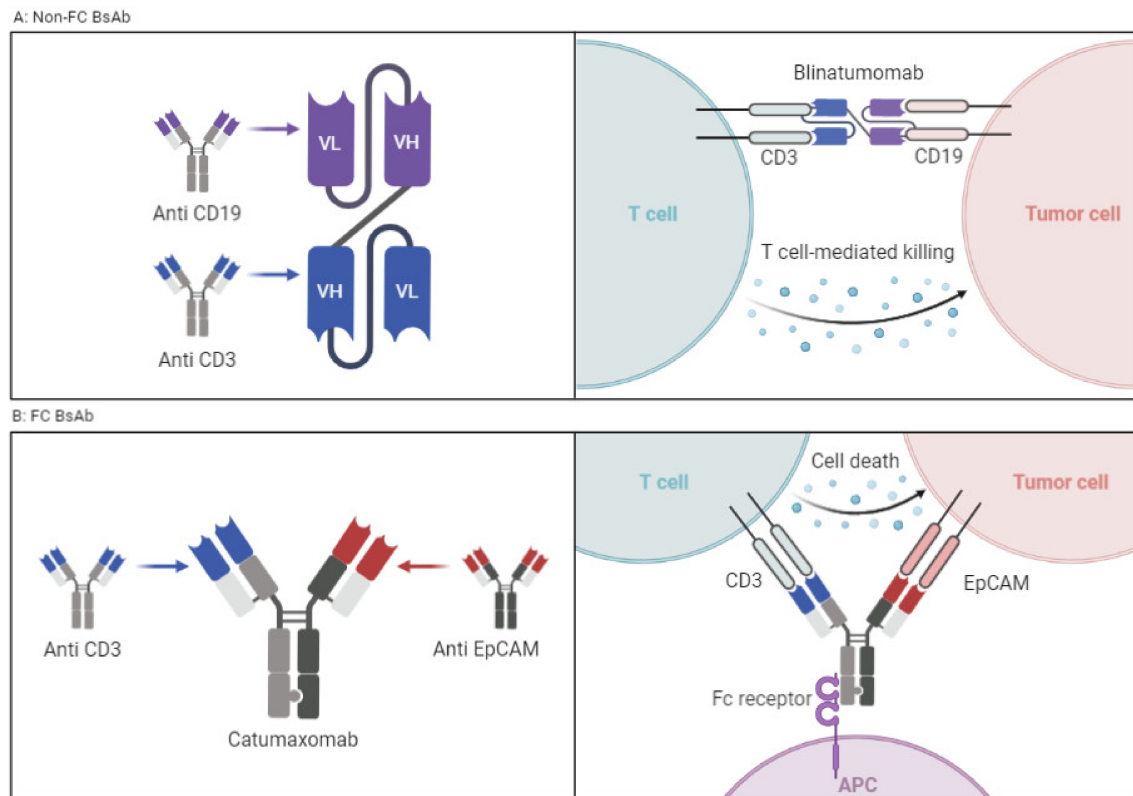 A: Non-FC BsAb
VL
VH
Anti CD19
VH
VL
Anti CD3
Blinatumomab
CD3
CD19
T cell
Tumor cell
T cell-mediated killing
B: FC BsAb
Anti CD3
Anti EpCAM
Catumaxomab
T cell
Cell death
Tumor cell
CD3
EpCAM
Fc receptor
APC